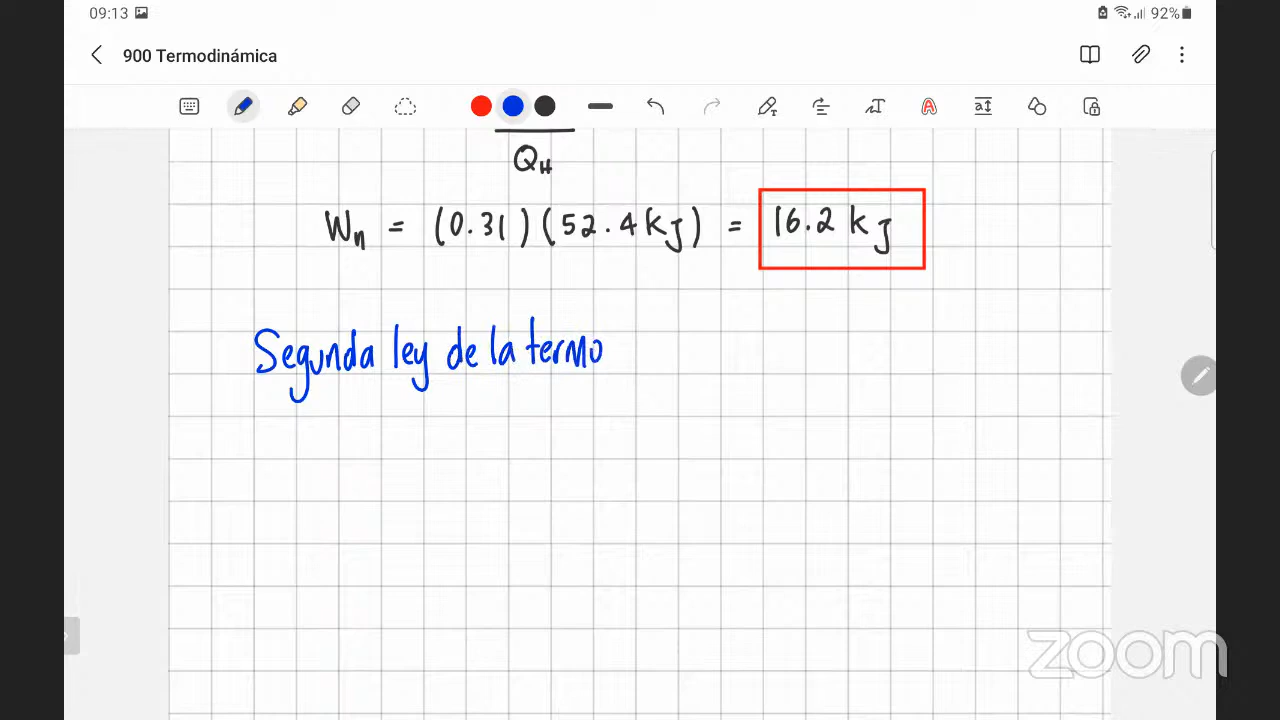 09:13 92%
900 Termodinámica
Q_H
W_n = (0.31)(52.4 kJ) = 16.2 kJ
Segunda ley de la termo
zoom